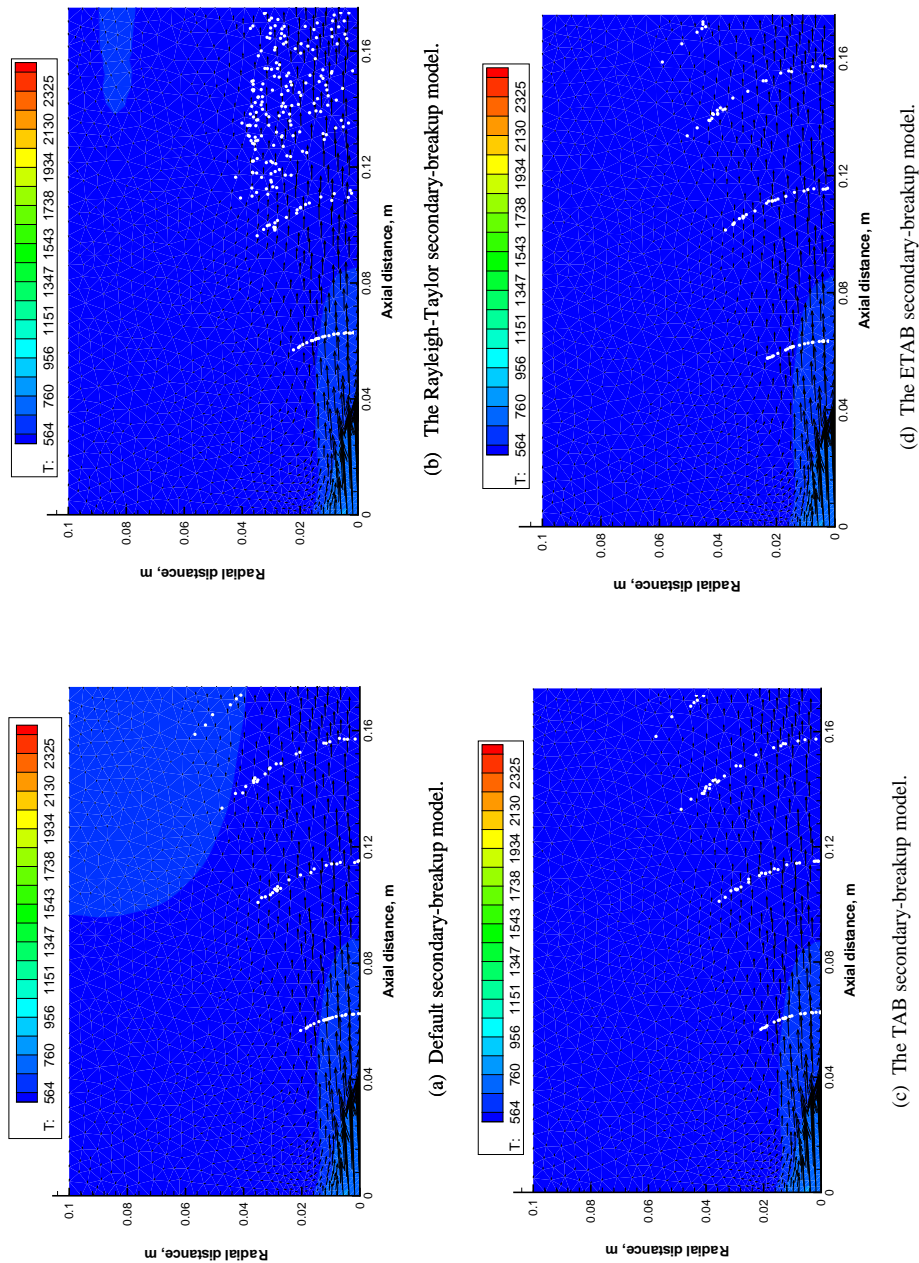 T: 564 760 956 1151 1347 1543 1738 1934 2130 2325
0.1
0.08
0.06
0.04
0.02
0
Radial distance, m
0 0.04 0.08 0.12 0.16
Axial distance, m
(a) Default secondary-breakup model.
T: 564 760 956 1151 1347 1543 1738 1934 2130 2325
0.1
0.08
0.06
0.04
0.02
0
Radial distance, m
0 0.04 0.08 0.12 0.16
Axial distance, m
(b) The Rayleigh-Taylor secondary-breakup model.
T: 564 760 956 1151 1347 1543 1738 1934 2130 2325
0.1
0.08
0.06
0.04
0.02
0
Radial distance, m
0 0.04 0.08 0.12 0.16
Axial distance, m
(c) The TAB secondary-breakup model.
T: 564 760 956 1151 1347 1543 1738 1934 2130 2325
0.1
0.08
0.06
0.04
0.02
0
Radial distance, m
0 0.04 0.08 0.12 0.16
Axial distance, m
(d) The ETAB secondary-breakup model.